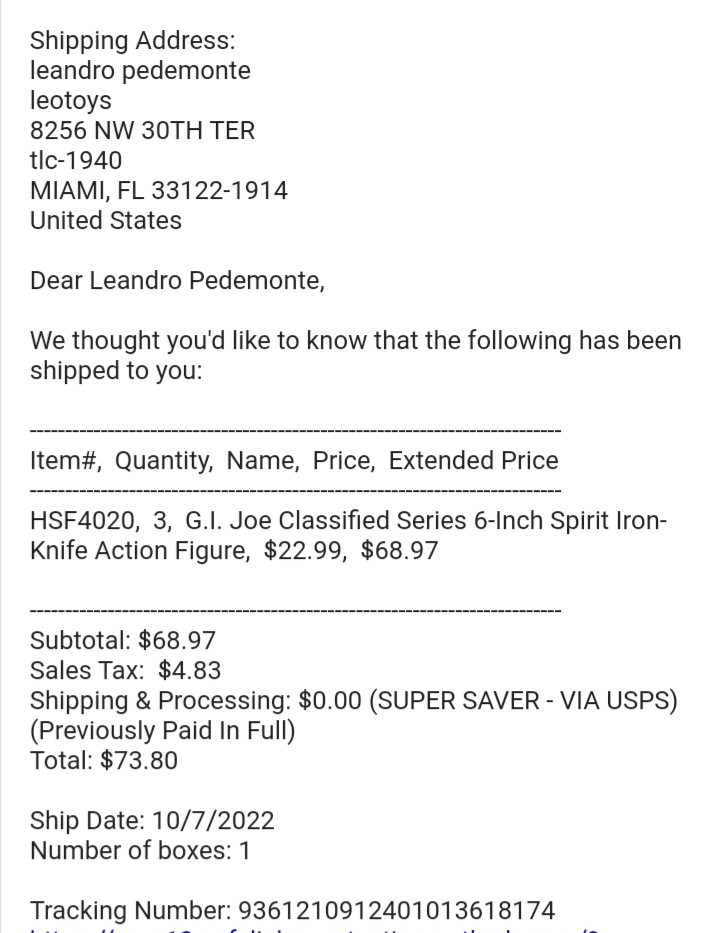 Shipping Address:
leandro pedemonte
leotoys
8256 NW 30TH TER
tlc-1940
MIAMI, FL 33122-1914
United States
Dear Leandro Pedemonte,
We thought you'd like to know that the following has been
shipped to you:
----------------------------------------------------------------------------
Item#,  Quantity,  Name,  Price,  Extended Price
----------------------------------------------------------------------------
HSF4020,  3,  G.I. Joe Classified Series 6-Inch Spirit Iron-
Knife Action Figure,  $22.99,  $68.97
----------------------------------------------------------------------------
Subtotal: $68.97
Sales Tax:  $4.83
Shipping & Processing: $0.00 (SUPER SAVER - VIA USPS)
(Previously Paid In Full)
Total: $73.80
Ship Date: 10/7/2022
Number of boxes: 1
Tracking Number: 9361210912401013618174